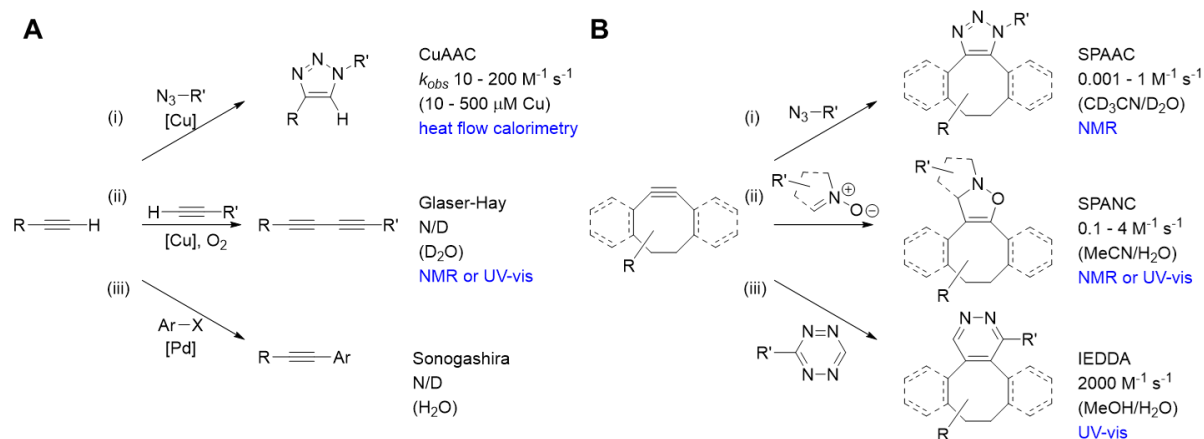 A
(i)
N₃–R'
[Cu]
N
N
N
R'
R
H
CuAAC
k_obs 10 - 200 M⁻¹ s⁻¹
(10 - 500 μM Cu)
heat flow calorimetry
R
H
(ii)
H
R'
[Cu], O₂
R
R'
Glaser-Hay
N/D
(D₂O)
NMR or UV-vis
(iii)
Ar–X
[Pd]
R
Ar
Sonogashira
N/D
(H₂O)
B
R
(i)
N₃–R'
N
N
N
R'
R
SPAAC
0.001 - 1 M⁻¹ s⁻¹
(CD₃CN/D₂O)
NMR
(ii)
R'
N
⊕
O
⊖
R'
N
O
R
SPANC
0.1 - 4 M⁻¹ s⁻¹
(MeCN/H₂O)
NMR or UV-vis
(iii)
R'
N
N
N
N
N
N
R'
R
IEDDA
2000 M⁻¹ s⁻¹
(MeOH/H₂O)
UV-vis